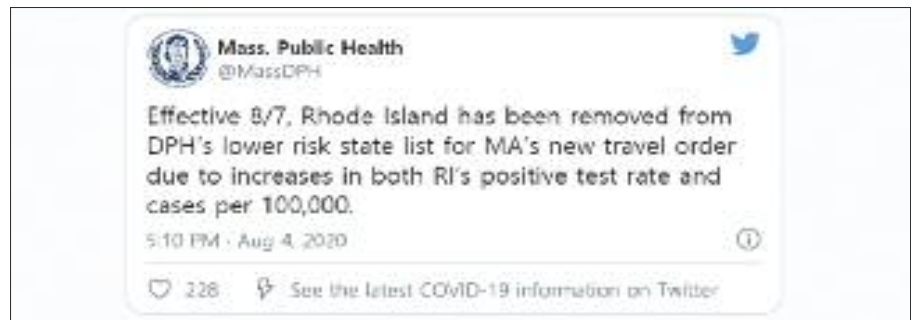 Mass. Public Health
@MassDPH
Effective 8/7, Rhode Island has been removed from
DPH's lower risk state list for MA's new travel order
due to increases in both RI's positive test rate and
cases per 100,000.
5:10 PM · Aug 4, 2020
228 See the latest COVID-19 information on Twitter